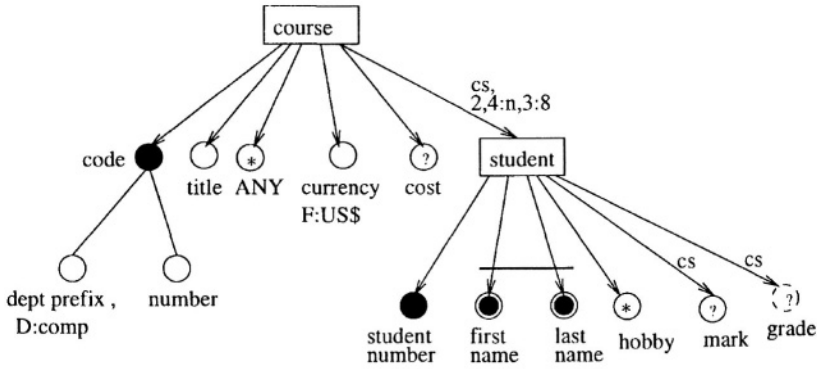 course
cs,
2,4:n,3:8
code
title
*
ANY
currency
F:US$
?
cost
student
dept prefix ,
D:comp
number
cs
cs
student
number
first
name
last
name
*
hobby
?
mark
?
grade